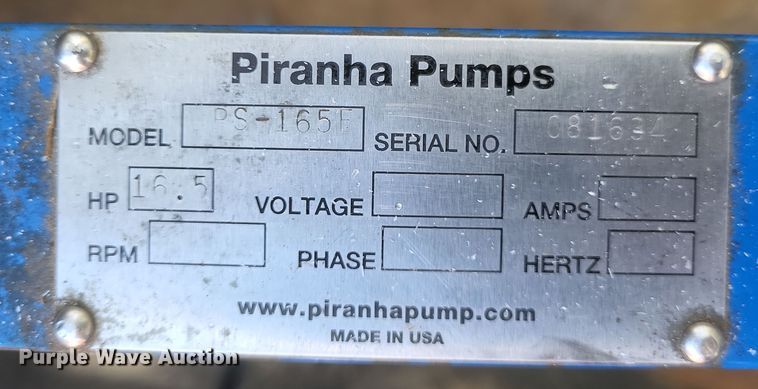 Piranha Pumps
MODEL PS-165F SERIAL NO. 081634
HP 16.5 VOLTAGE AMPS
RPM PHASE HERTZ
www.piranhapump.com
MADE IN USA
Purple Wave Auction